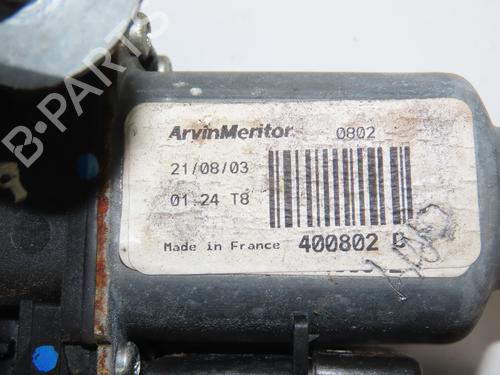 B-PARTS
ArvinMeritor 0802
21/08/03
01 24 T8
Made in France 400802